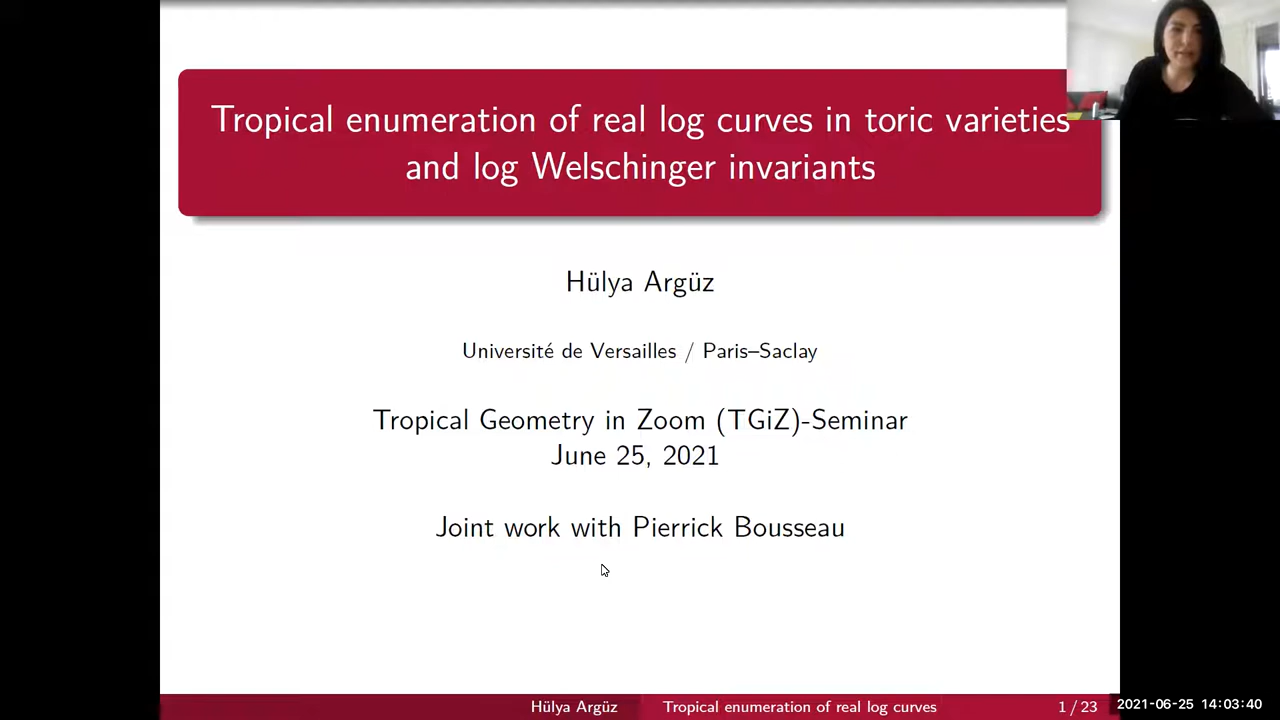 Tropical enumeration of real log curves in toric varieties
and log Welschinger invariants
Hülya Argüz
Université de Versailles / Paris–Saclay
Tropical Geometry in Zoom (TGiZ)-Seminar
June 25, 2021
Joint work with Pierrick Bousseau
Hülya Argüz
Tropical enumeration of real log curves
1 / 23
2021-06-25 14:03:40